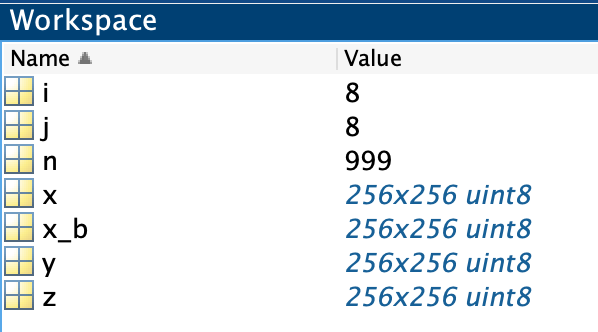 Workspace
Name Value
i 8
j 8
n 999
x 256x256 uint8
x_b 256x256 uint8
y 256x256 uint8
z 256x256 uint8